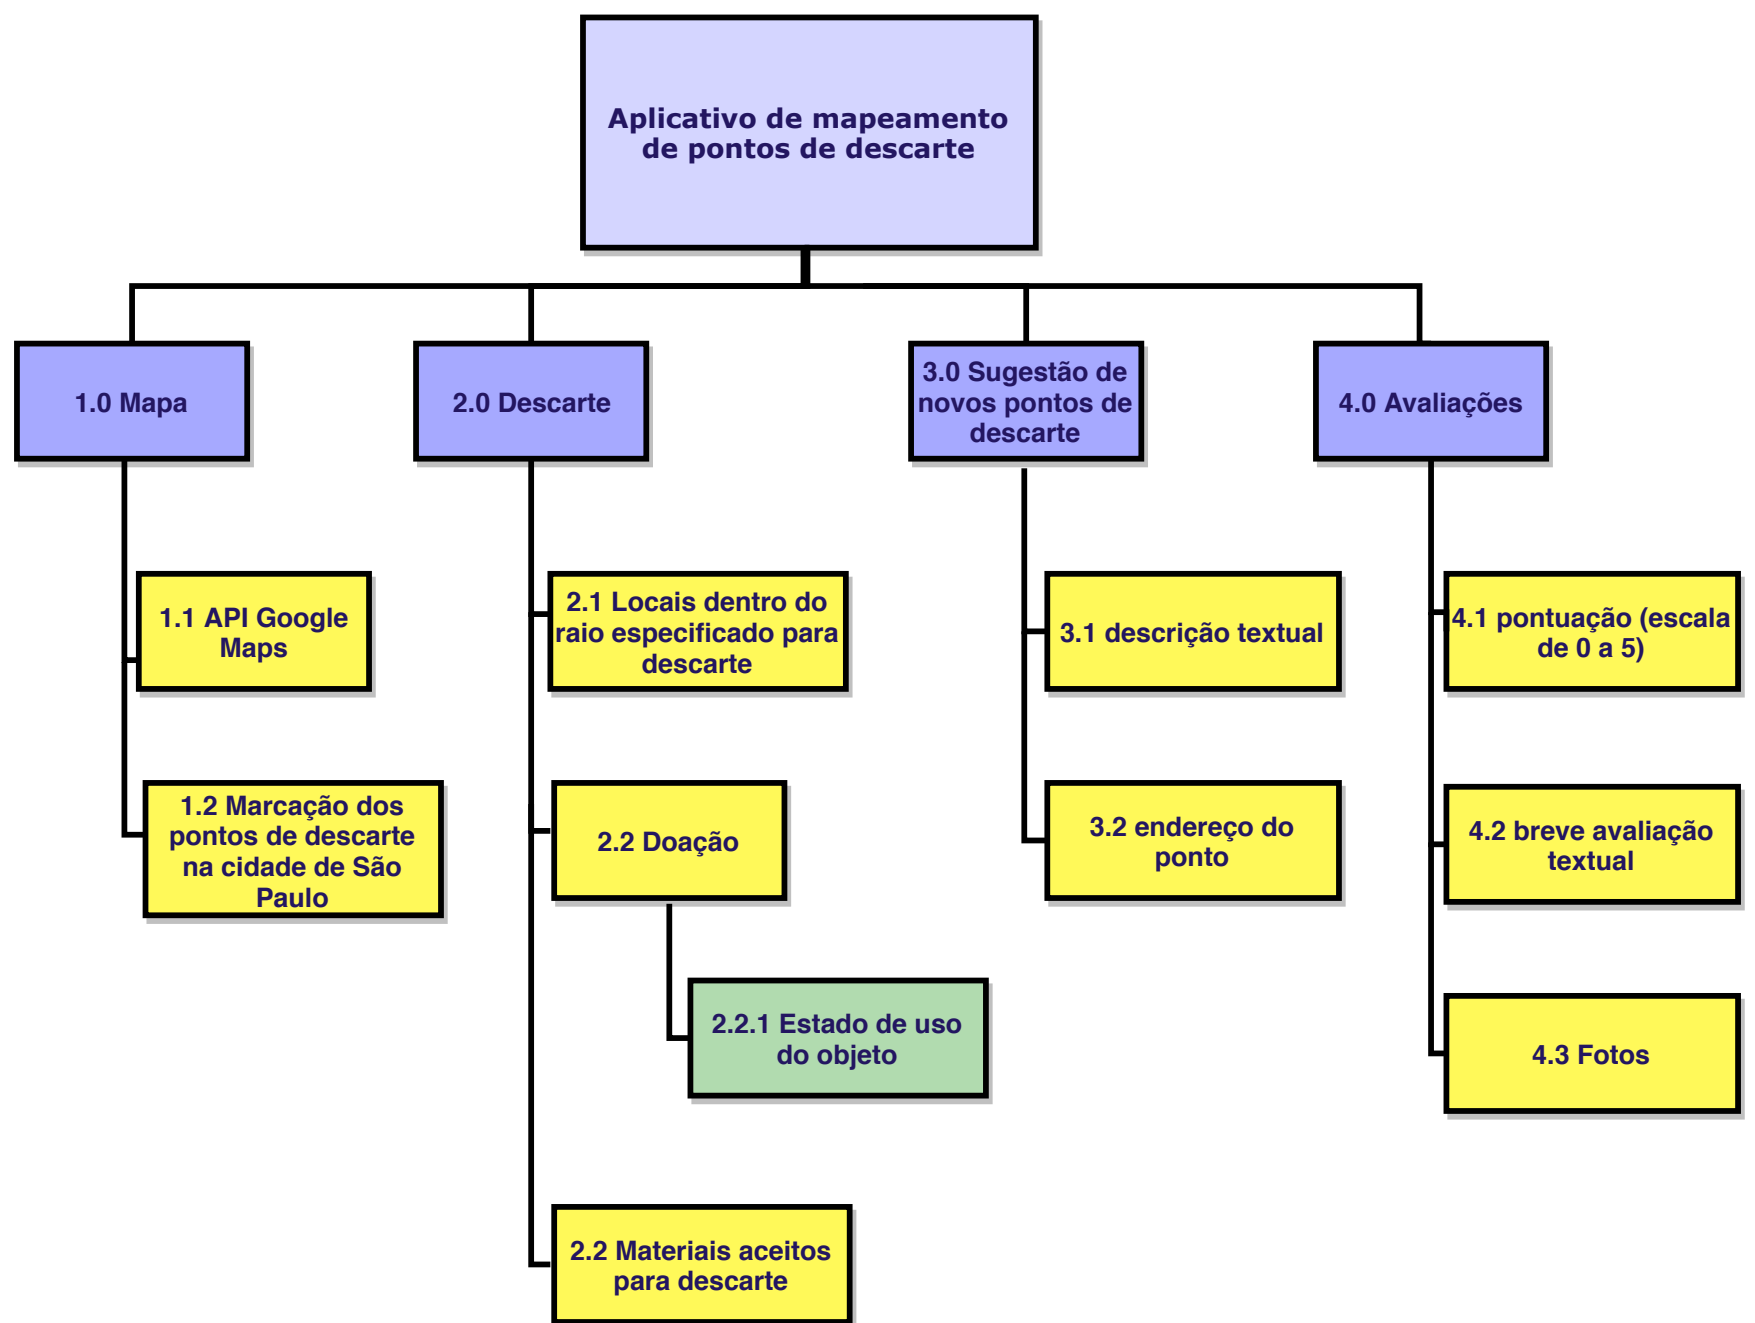 Aplicativo de mapeamento
de pontos de descarte
1.0 Mapa
2.0 Descarte
3.0 Sugestão de
novos pontos de
descarte
4.0 Avaliações
1.1 API Google
Maps
1.2 Marcação dos
pontos de descarte
na cidade de São
Paulo
2.1 Locais dentro do
raio especificado para
descarte
2.2 Doação
2.2.1 Estado de uso
do objeto
2.2 Materiais aceitos
para descarte
3.1 descrição textual
3.2 endereço do
ponto
4.1 pontuação (escala
de 0 a 5)
4.2 breve avaliação
textual
4.3 Fotos